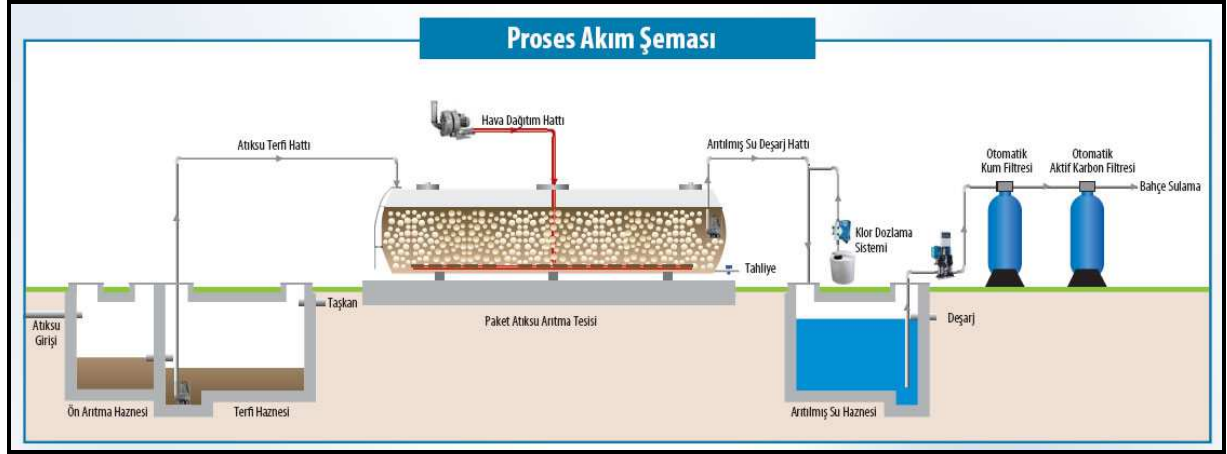 Proses Akım Şeması
Hava Dağıtım Hattı
Atıksu Terfi Hattı
Arıtılmış Su Deşarj Hattı
Otomatik
Kum Filtresi
Otomatik
Aktif Karbon Filtresi
Bahçe Sulama
Klor Dozlama
Sistemi
Tahliye
Taşkan
Atıksu
Girişi
Paket Atıksu Arıtma Tesisi
Deşarj
Ön Arıtma Haznesi
Terfi Haznesi
Arıtılmış Su Haznesi